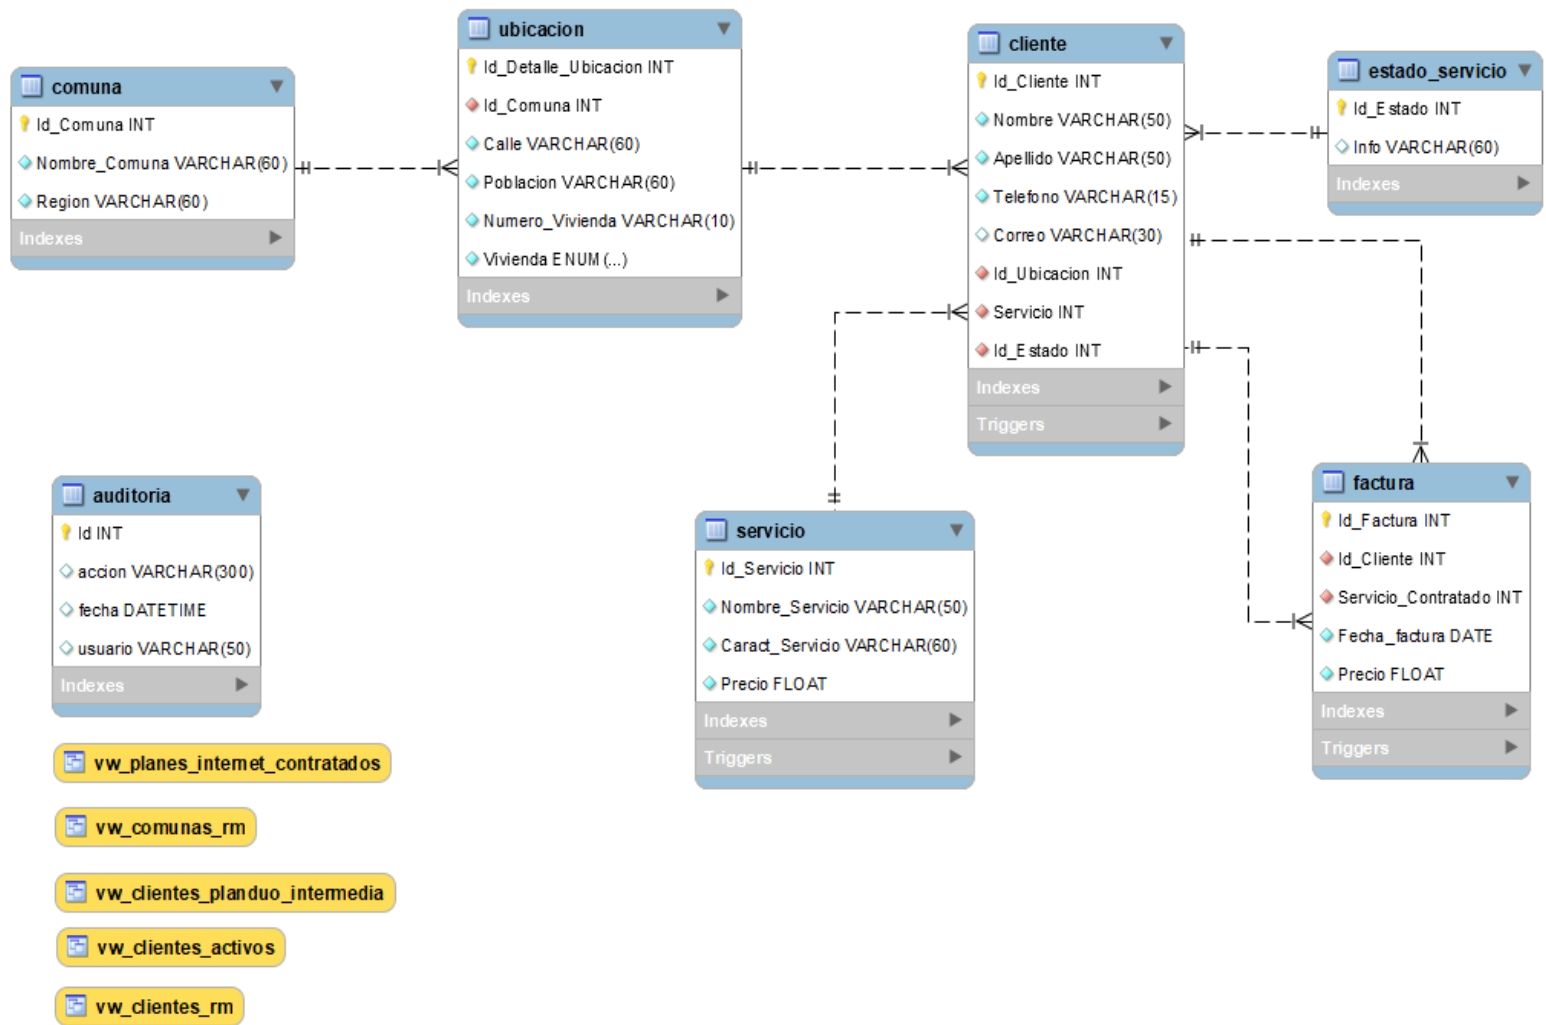 comuna
Id_Comuna INT
Nombre_Comuna VARCHAR(60)
Region VARCHAR(60)
Indexes
ubicacion
Id_Detalle_Ubicacion INT
Id_Comuna INT
Calle VARCHAR(60)
Poblacion VARCHAR(60)
Numero_Vivienda VARCHAR(10)
Vivienda ENUM(...)
Indexes
cliente
Id_Cliente INT
Nombre VARCHAR(50)
Apellido VARCHAR(50)
Telefono VARCHAR(15)
Correo VARCHAR(30)
Id_Ubicacion INT
Servicio INT
Id_Estado INT
Indexes
Triggers
estado_servicio
Id_Estado INT
Info VARCHAR(60)
Indexes
auditoria
Id INT
accion VARCHAR(300)
fecha DATETIME
usuario VARCHAR(50)
Indexes
servicio
Id_Servicio INT
Nombre_Servicio VARCHAR(50)
Caract_Servicio VARCHAR(60)
Precio FLOAT
Indexes
Triggers
factura
Id_Factura INT
Id_Cliente INT
Servicio_Contratado INT
Fecha_factura DATE
Precio FLOAT
Indexes
Triggers
vw_planes_internet_contratados
vw_comunas_rm
vw_clientes_planduo_intermedia
vw_clientes_activos
vw_clientes_rm